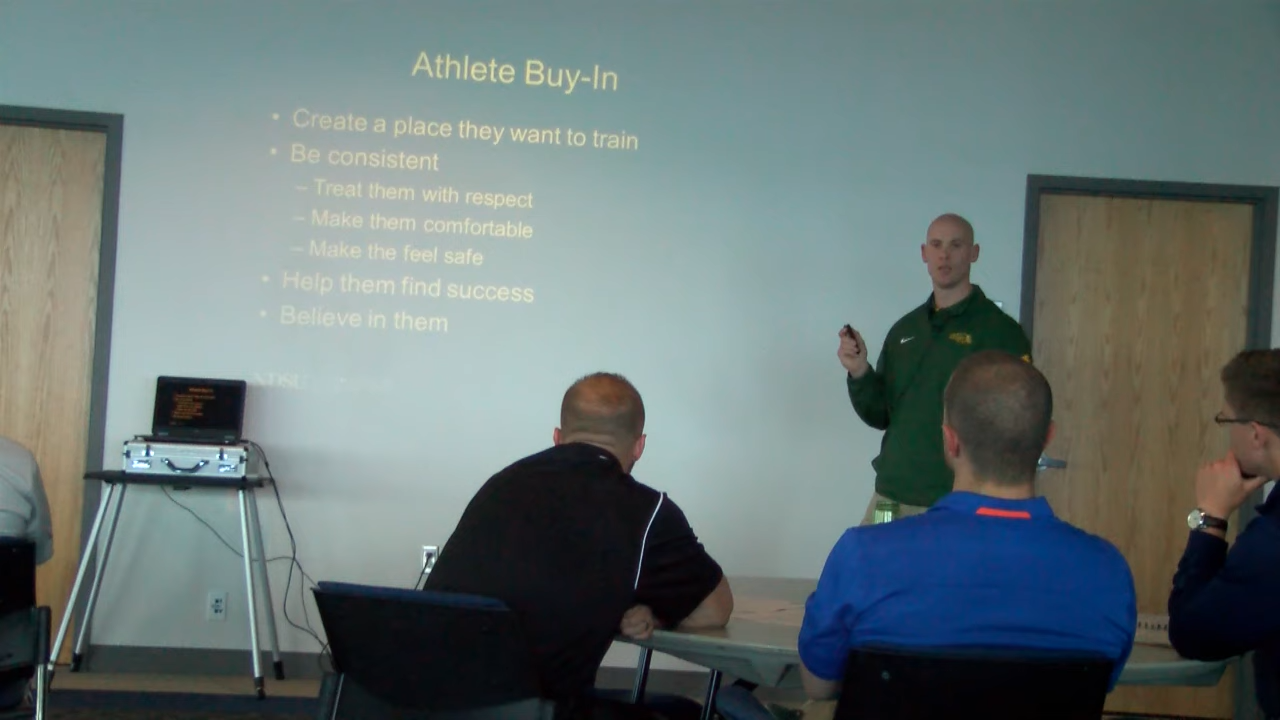 Athlete Buy-In
• Create a place they want to train
• Be consistent
– Treat them with respect
– Make them comfortable
– Make the feel safe
• Help them find success
• Believe in them
NDSU